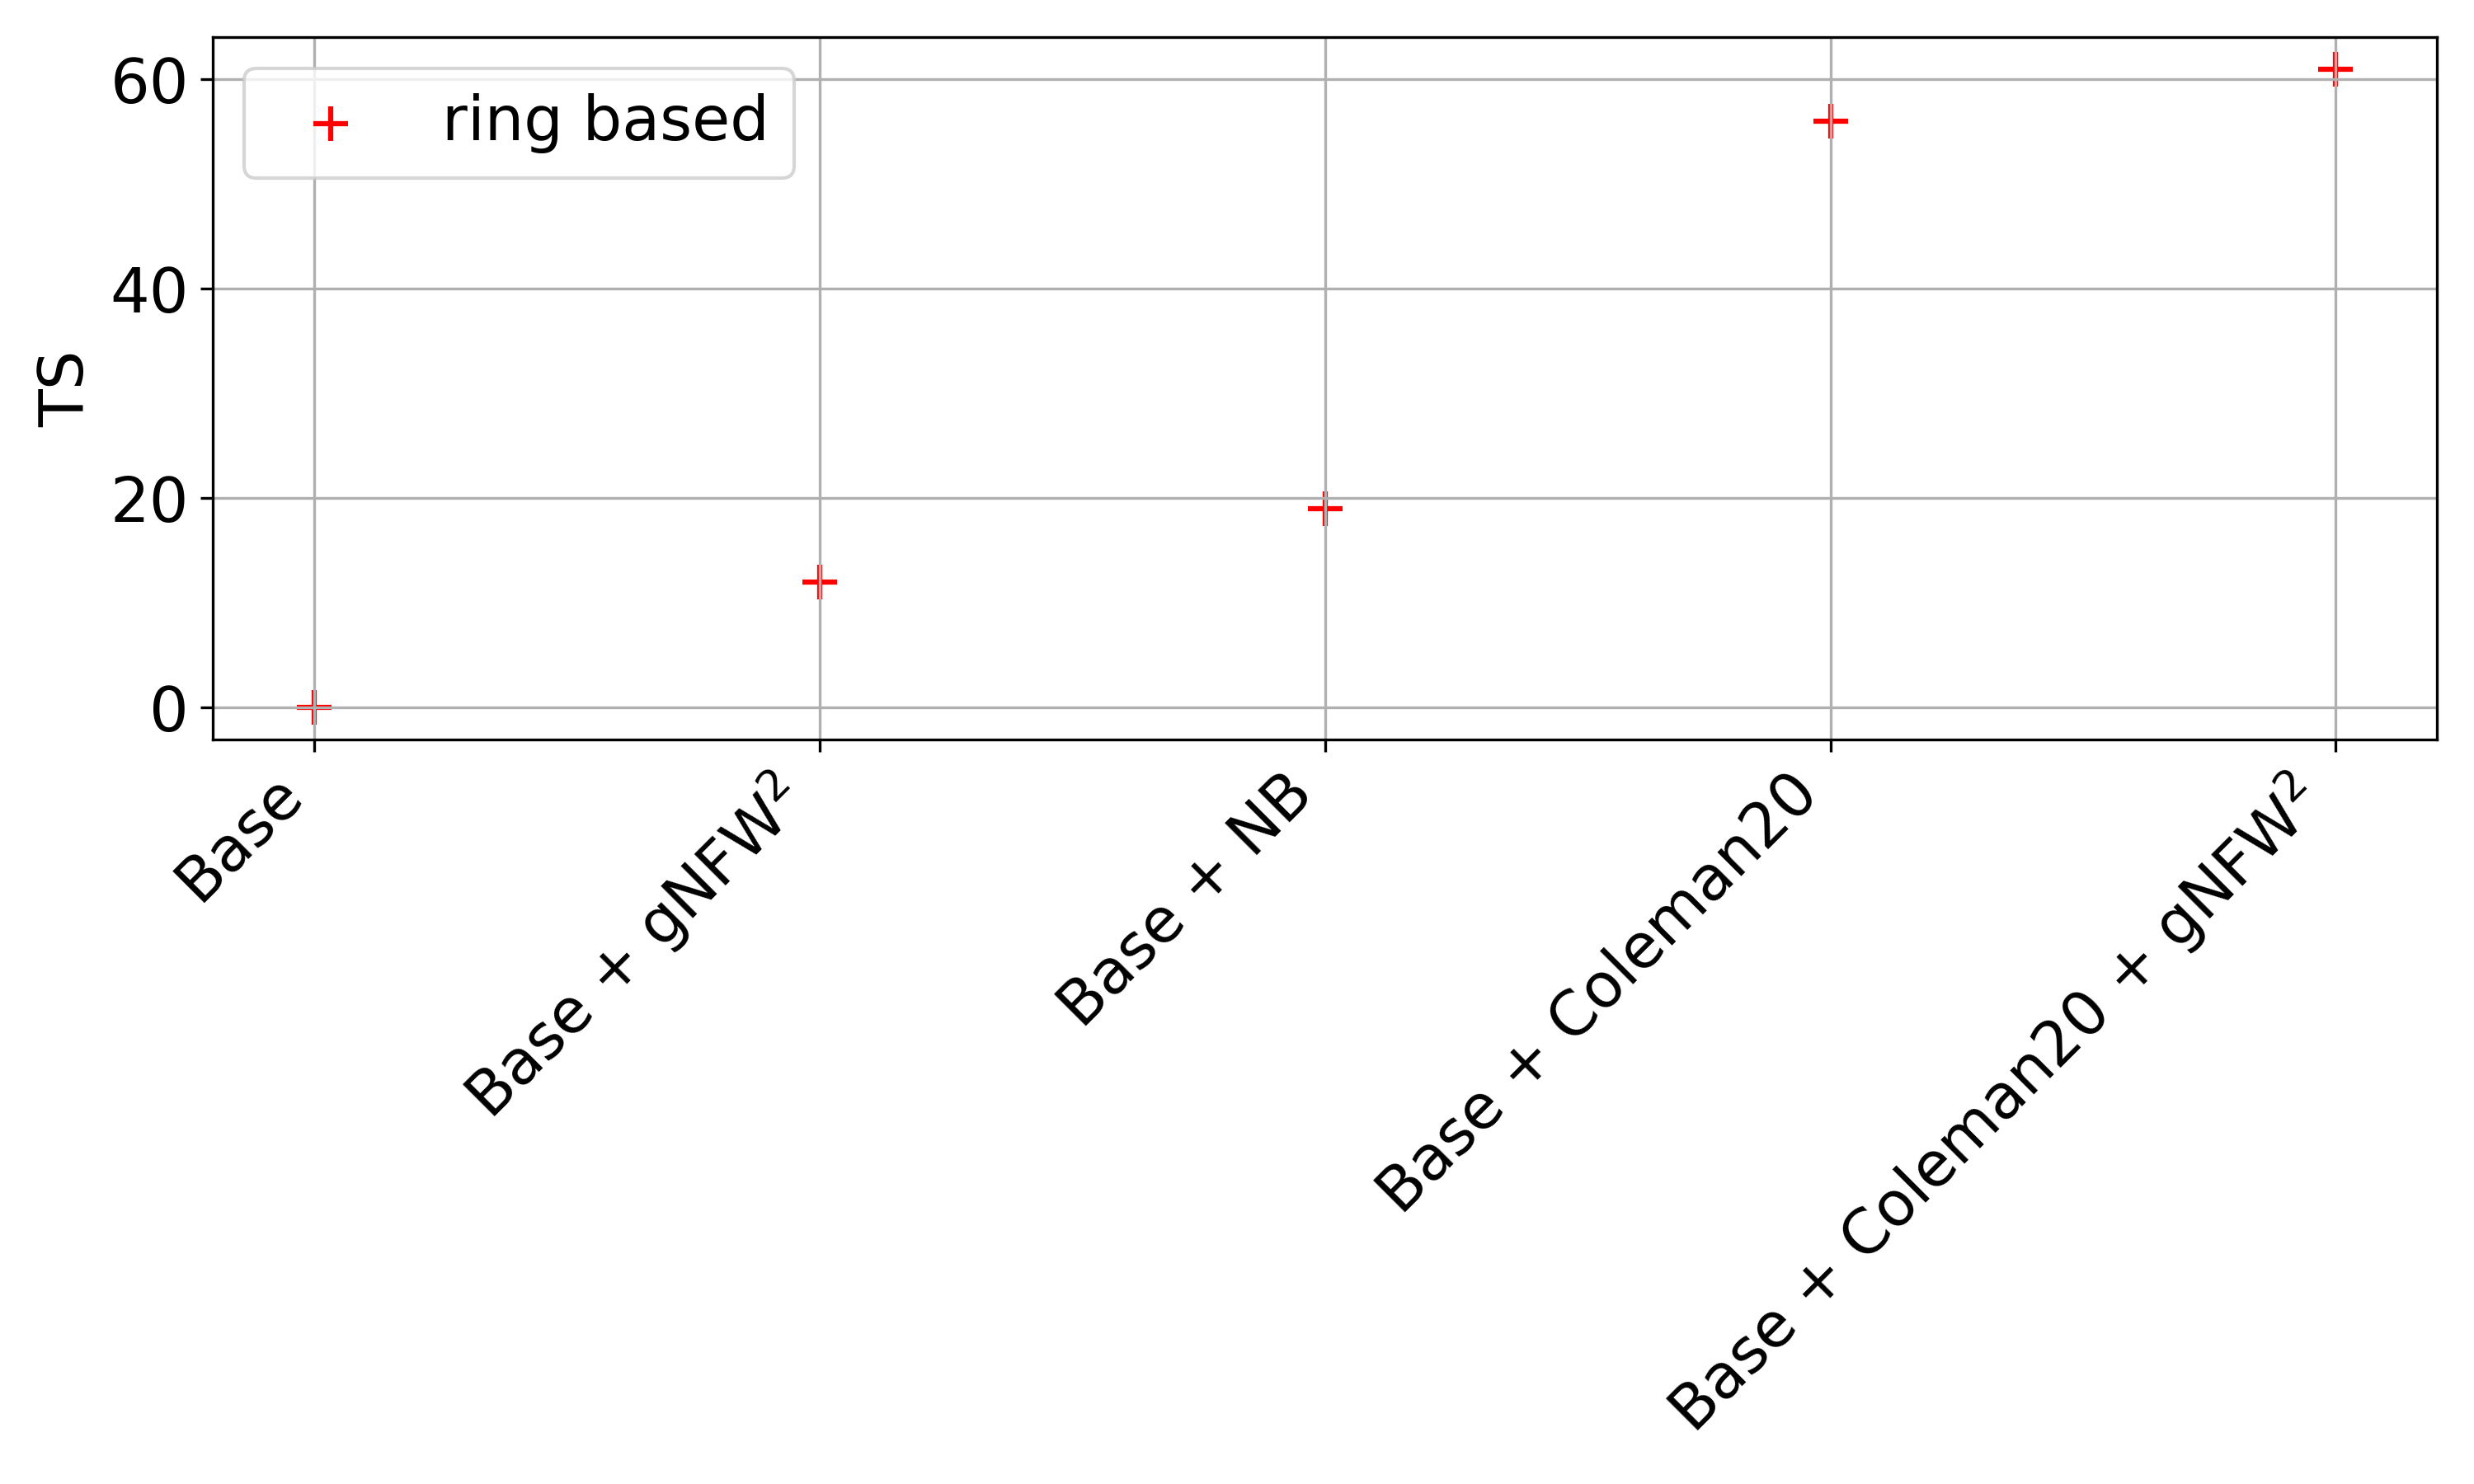 ring based
TS
60
40
20
0
Base
Base + gNFW²
Base + NB
Base + Coleman20
Base + Coleman20 + gNFW²